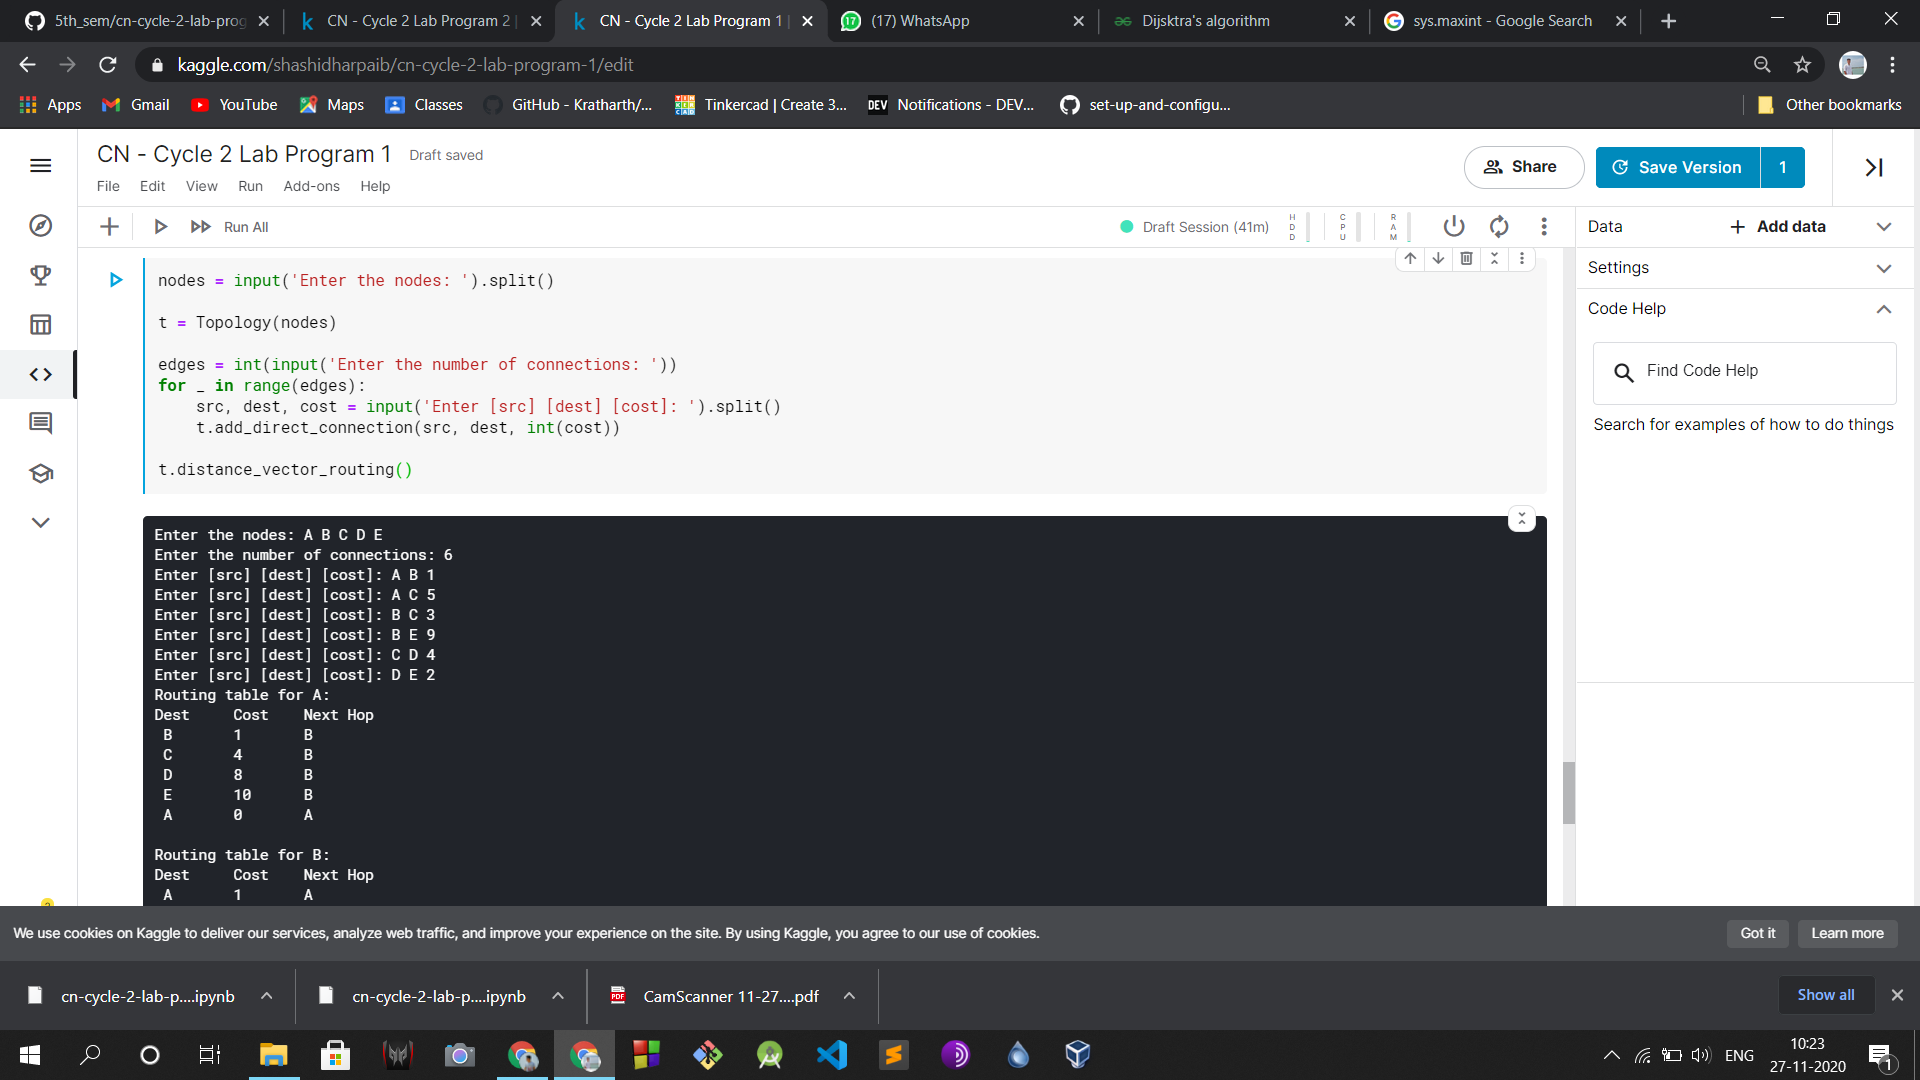 5th_sem/cn-cycle-2-lab-prog
CN - Cycle 2 Lab Program 2 |
CN - Cycle 2 Lab Program 1 |
(17) WhatsApp
Dijsktra's algorithm
sys.maxint - Google Search
kaggle.com/shashidharpaib/cn-cycle-2-lab-program-1/edit
Apps
Gmail
YouTube
Maps
Classes
GitHub - Kratharth/...
Tinkercad | Create 3...
DEV
Notifications - DEV...
set-up-and-configu...
Other bookmarks
CN - Cycle 2 Lab Program 1
Draft saved
File Edit View Run Add-ons Help
Share
Save Version
1
Run All
Draft Session (41m)
HDD
CPU
RAM
Data
+ Add data
Settings
Code Help
Find Code Help
Search for examples of how to do things
nodes = input('Enter the nodes: ').split()
t = Topology(nodes)
edges = int(input('Enter the number of connections: '))
for _ in range(edges):
    src, dest, cost = input('Enter [src] [dest] [cost]: ').split()
    t.add_direct_connection(src, dest, int(cost))
t.distance_vector_routing()
Enter the nodes: A B C D E
Enter the number of connections: 6
Enter [src] [dest] [cost]: A B 1
Enter [src] [dest] [cost]: A C 5
Enter [src] [dest] [cost]: B C 3
Enter [src] [dest] [cost]: B E 9
Enter [src] [dest] [cost]: C D 4
Enter [src] [dest] [cost]: D E 2
Routing table for A:
Dest Cost Next Hop
B 1 B
C 4 B
D 8 B
E 10 B
A 0 A
Routing table for B:
Dest Cost Next Hop
A 1 A
We use cookies on Kaggle to deliver our services, analyze web traffic, and improve your experience on the site. By using Kaggle, you agree to our use of cookies.
Got it
Learn more
cn-cycle-2-lab-p....ipynb
cn-cycle-2-lab-p....ipynb
PDF
CamScanner 11-27....pdf
Show all
ENG
10:23
27-11-2020
1